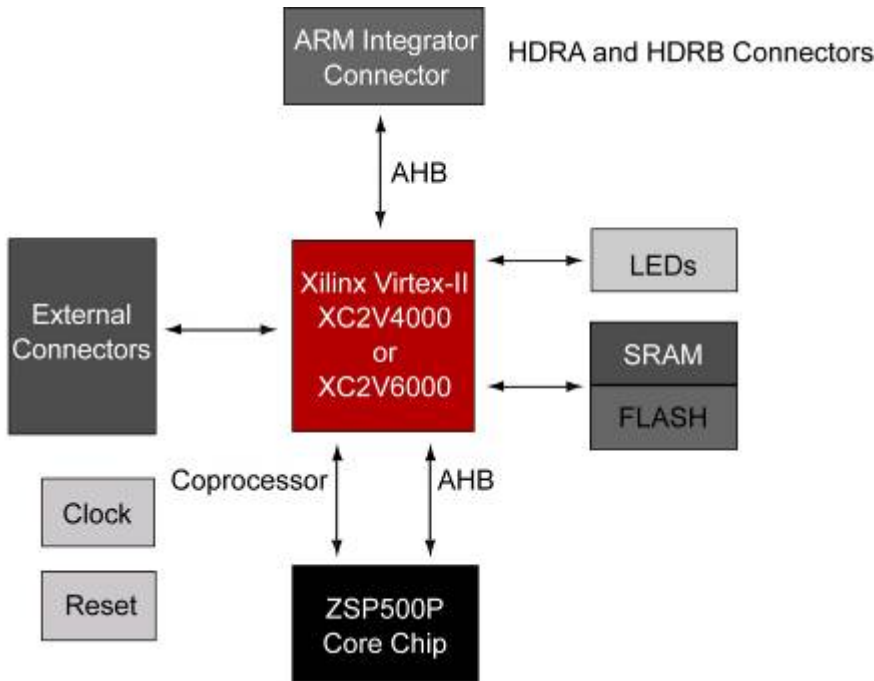 ARM Integrator
Connector
HDRA and HDRB Connectors
AHB
Xilinx Virtex-II
XC2V4000
or
XC2V6000
LEDs
External
Connectors
SRAM
FLASH
Coprocessor
AHB
Clock
Reset
ZSP500P
Core Chip